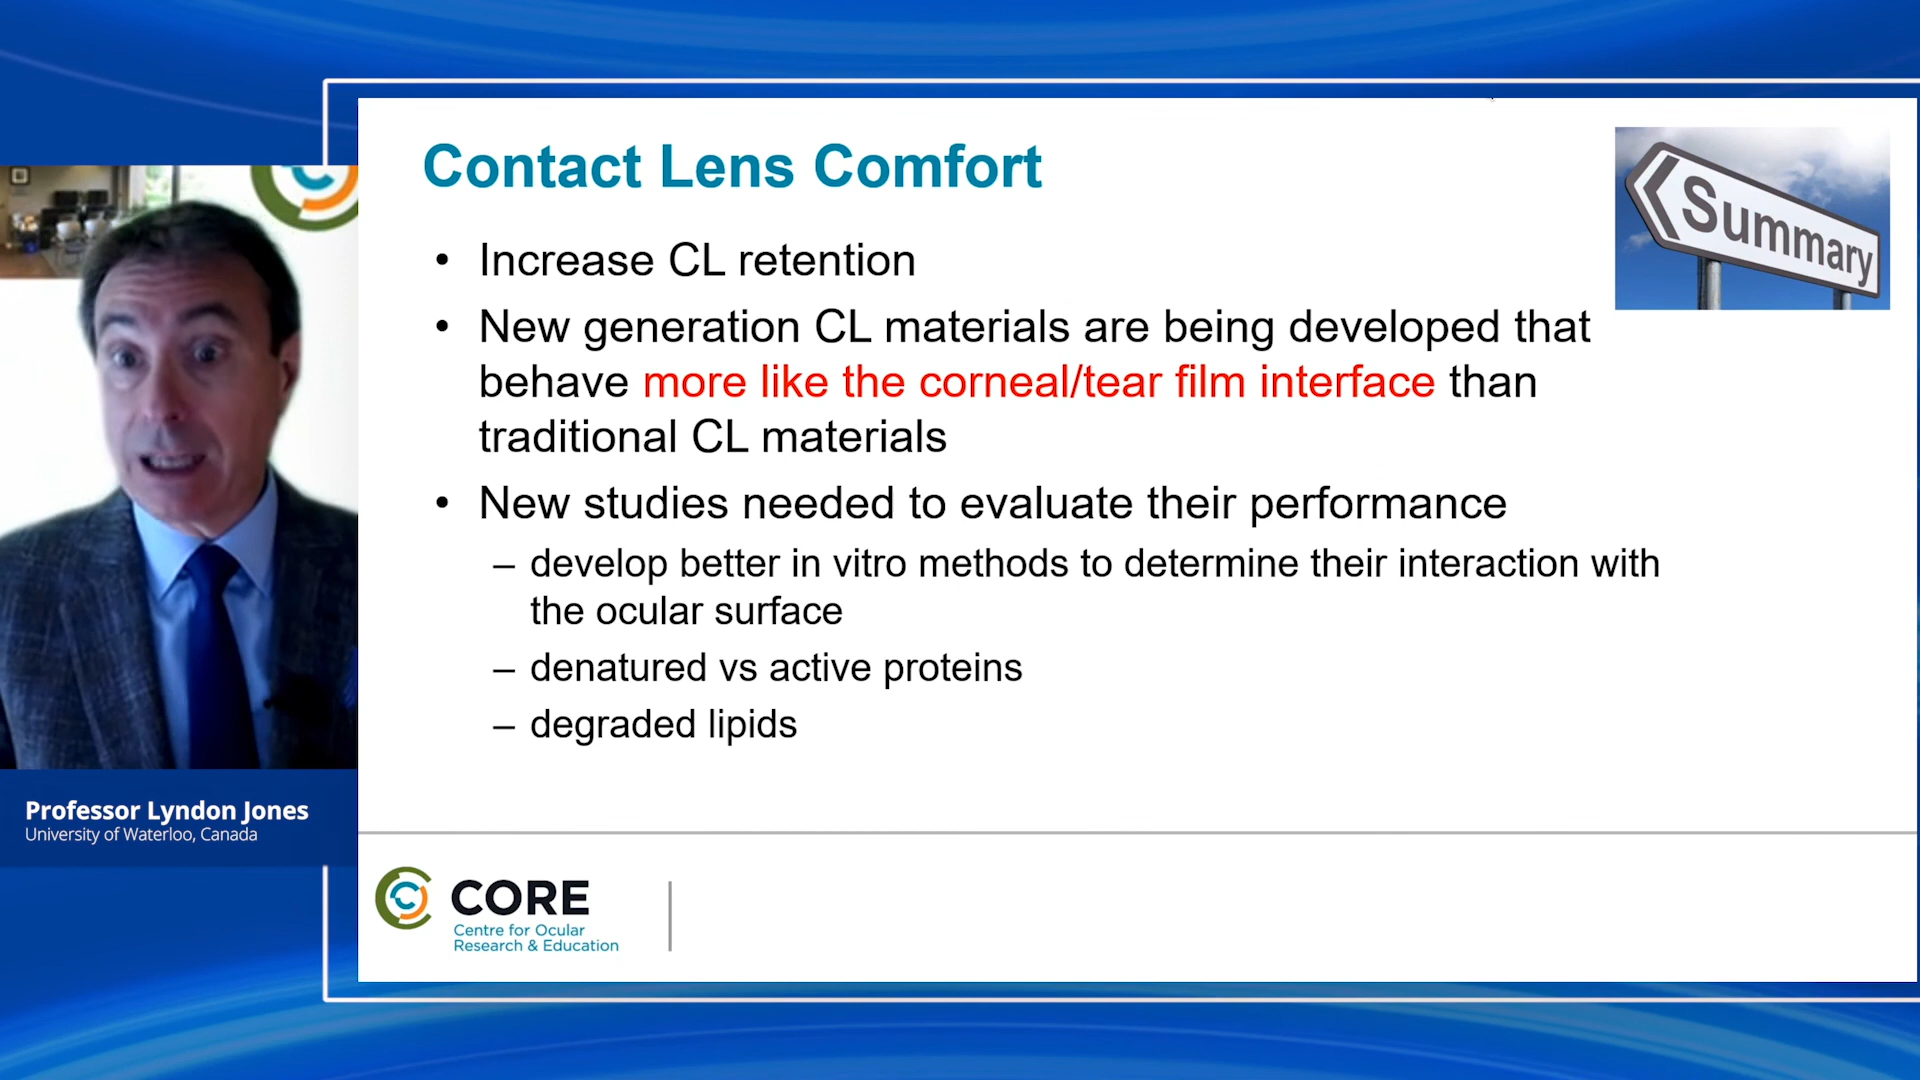 Contact Lens Comfort
Summary
• Increase CL retention
• New generation CL materials are being developed that
behave more like the corneal/tear film interface than
traditional CL materials
• New studies needed to evaluate their performance
– develop better in vitro methods to determine their interaction with
the ocular surface
– denatured vs active proteins
– degraded lipids
Professor Lyndon Jones
University of Waterloo, Canada
CORE
Centre for Ocular
Research & Education